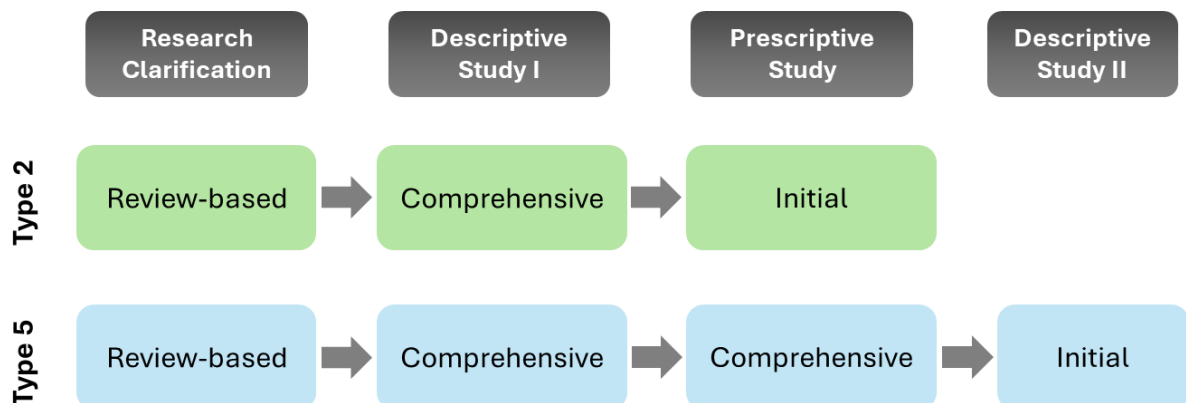 Research
Clarification
Descriptive
Study I
Prescriptive
Study
Descriptive
Study II
Type 2
Review-based
Comprehensive
Initial
Type 5
Review-based
Comprehensive
Comprehensive
Initial